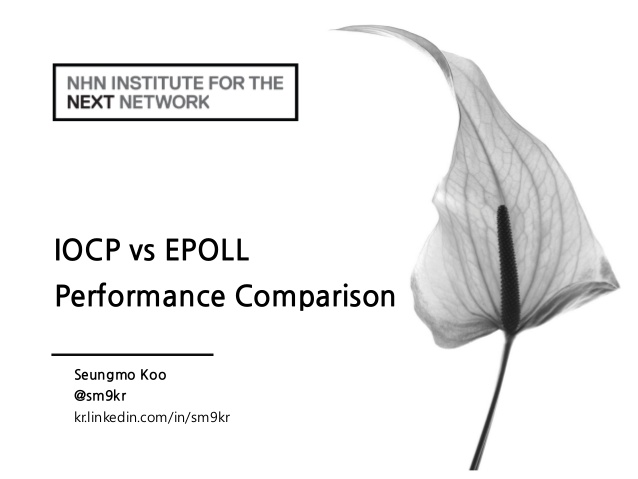 NHN INSTITUTE FOR THE
NEXT NETWORK
IOCP vs EPOLL
Performance Comparison
Seungmo Koo
@sm9kr
kr.linkedin.com/in/sm9kr